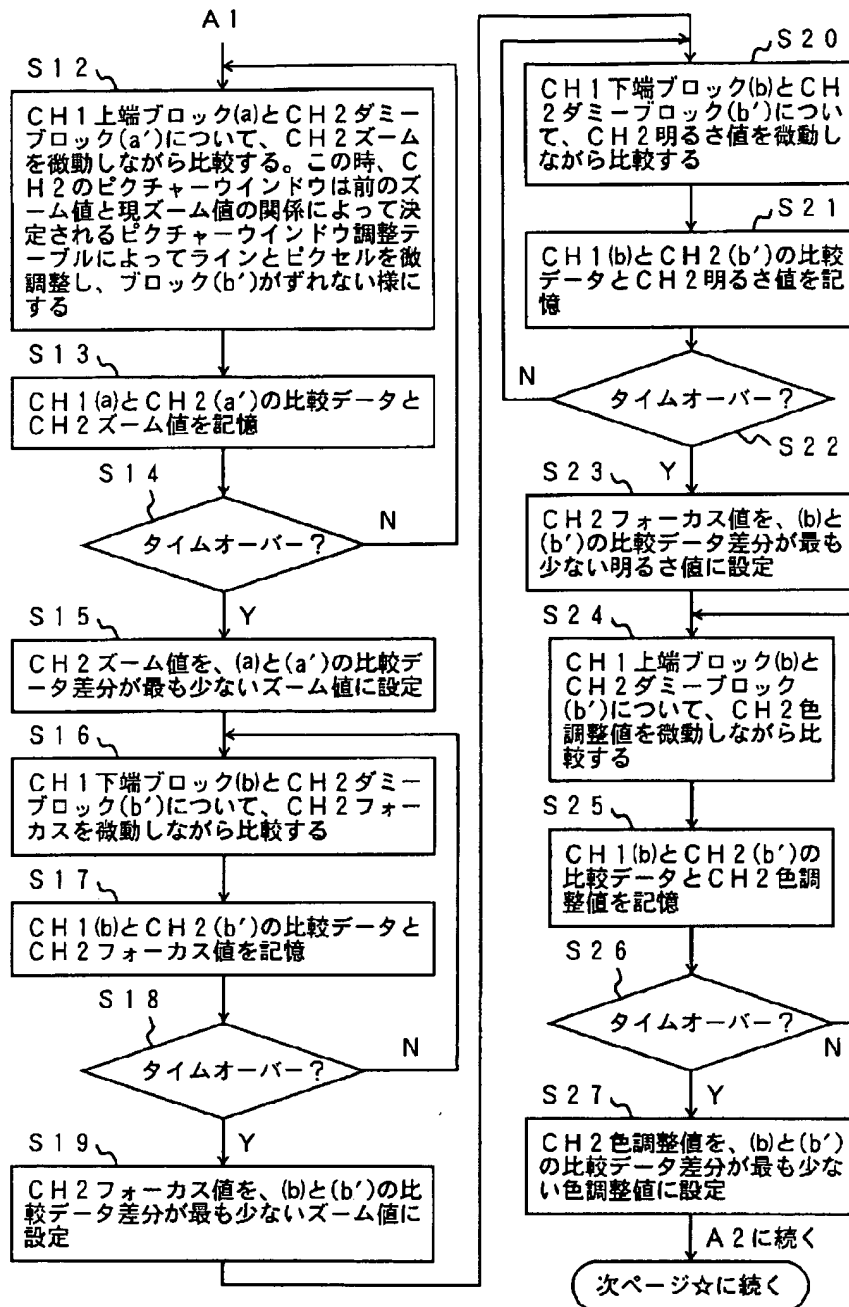 A1
S12
CH1上端ブロック(a)とCH2ダミー
ブロック(a′)について、CH2ズーム
を微動しながら比較する。この時、C
H2のピクチャーウインドウは前のズ
ーム値と現ズーム値の関係によって決
定されるピクチャーウインドウ調整テ
ーブルによってラインとピクセルを微
調整し、ブロック(b′)がずれない様に
する
S13
CH1(a)とCH2(a′)の比較データと
CH2ズーム値を記憶
S14
タイムオーバー?
N
Y
S15
CH2ズーム値を、(a)と(a′)の比較デ
ータ差分が最も少ないズーム値に設定
S16
CH1下端ブロック(b)とCH2ダミー
ブロック(b′)について、CH2フォー
カスを微動しながら比較する
S17
CH1(b)とCH2(b′)の比較データと
CH2フォーカス値を記憶
S18
タイムオーバー?
N
Y
S19
CH2フォーカス値を、(b)と(b′)の比
較データ差分が最も少ないズーム値に
設定
S20
CH1下端ブロック(b)とCH
2ダミーブロック(b′)につい
て、CH2明るさ値を微動し
ながら比較する
S21
CH1(b)とCH2(b′)の比較
データとCH2明るさ値を記
憶
N
タイムオーバー?
S22
Y
S23
CH2フォーカス値を、(b)と
(b′)の比較データ差分が最も
少ない明るさ値に設定
S24
CH1上端ブロック(b)と
CH2ダミーブロック
(b′)について、CH2色
調整値を微動しながら比
較する
S25
CH1(b)とCH2(b′)の
比較データとCH2色調
整値を記憶
S26
タイムオーバー?
N
Y
S27
CH2色調整値を、(b)と(b′)
の比較データ差分が最も少な
い色調整値に設定
A2に続く
次ページ☆に続く